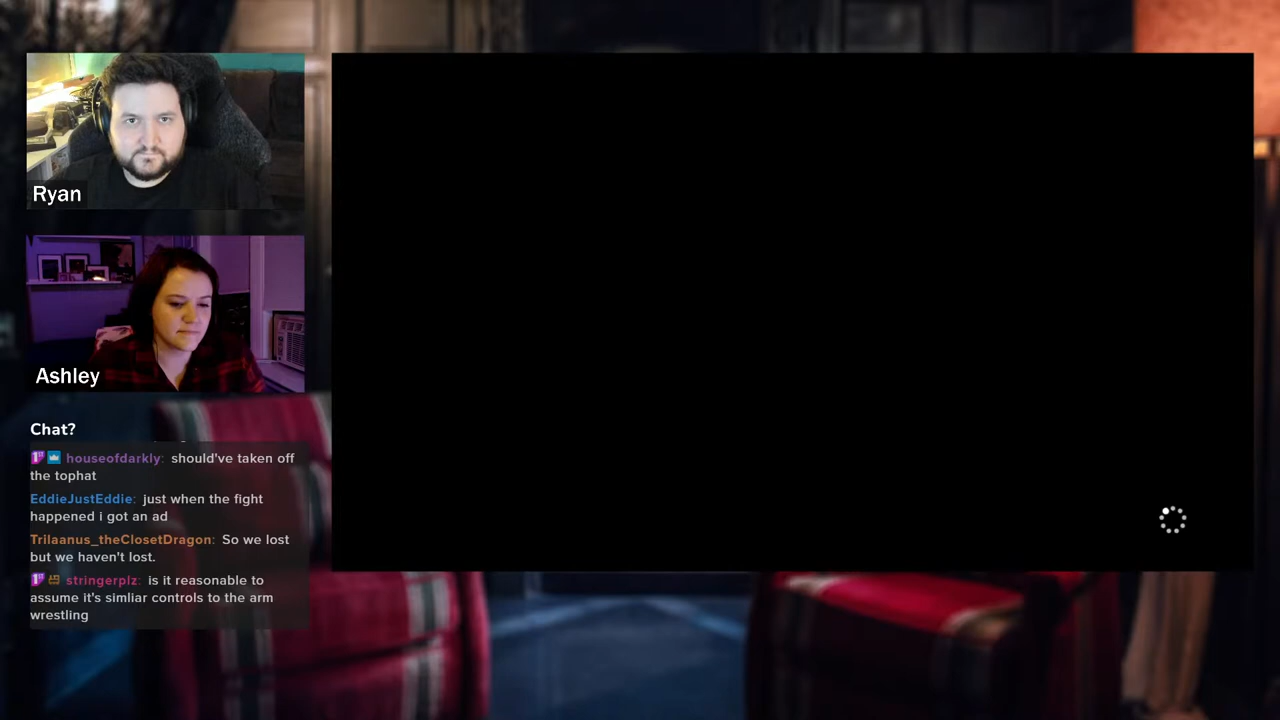 Ryan
Ashley
Chat?
houseofdarkly: should've taken off
the tophat
EddieJustEddie: just when the fight
happened i got an ad
Trilaanus_theClosetDragon: So we lost
but we haven't lost.
stringerplz: is it reasonable to
assume it's simliar controls to the arm
wrestling